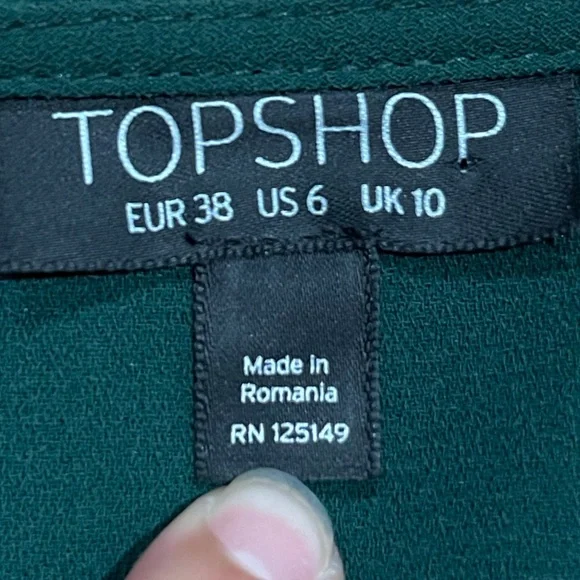 TOPSHOP
EUR 38 US 6 UK 10
Made in
Romania
RN 125149